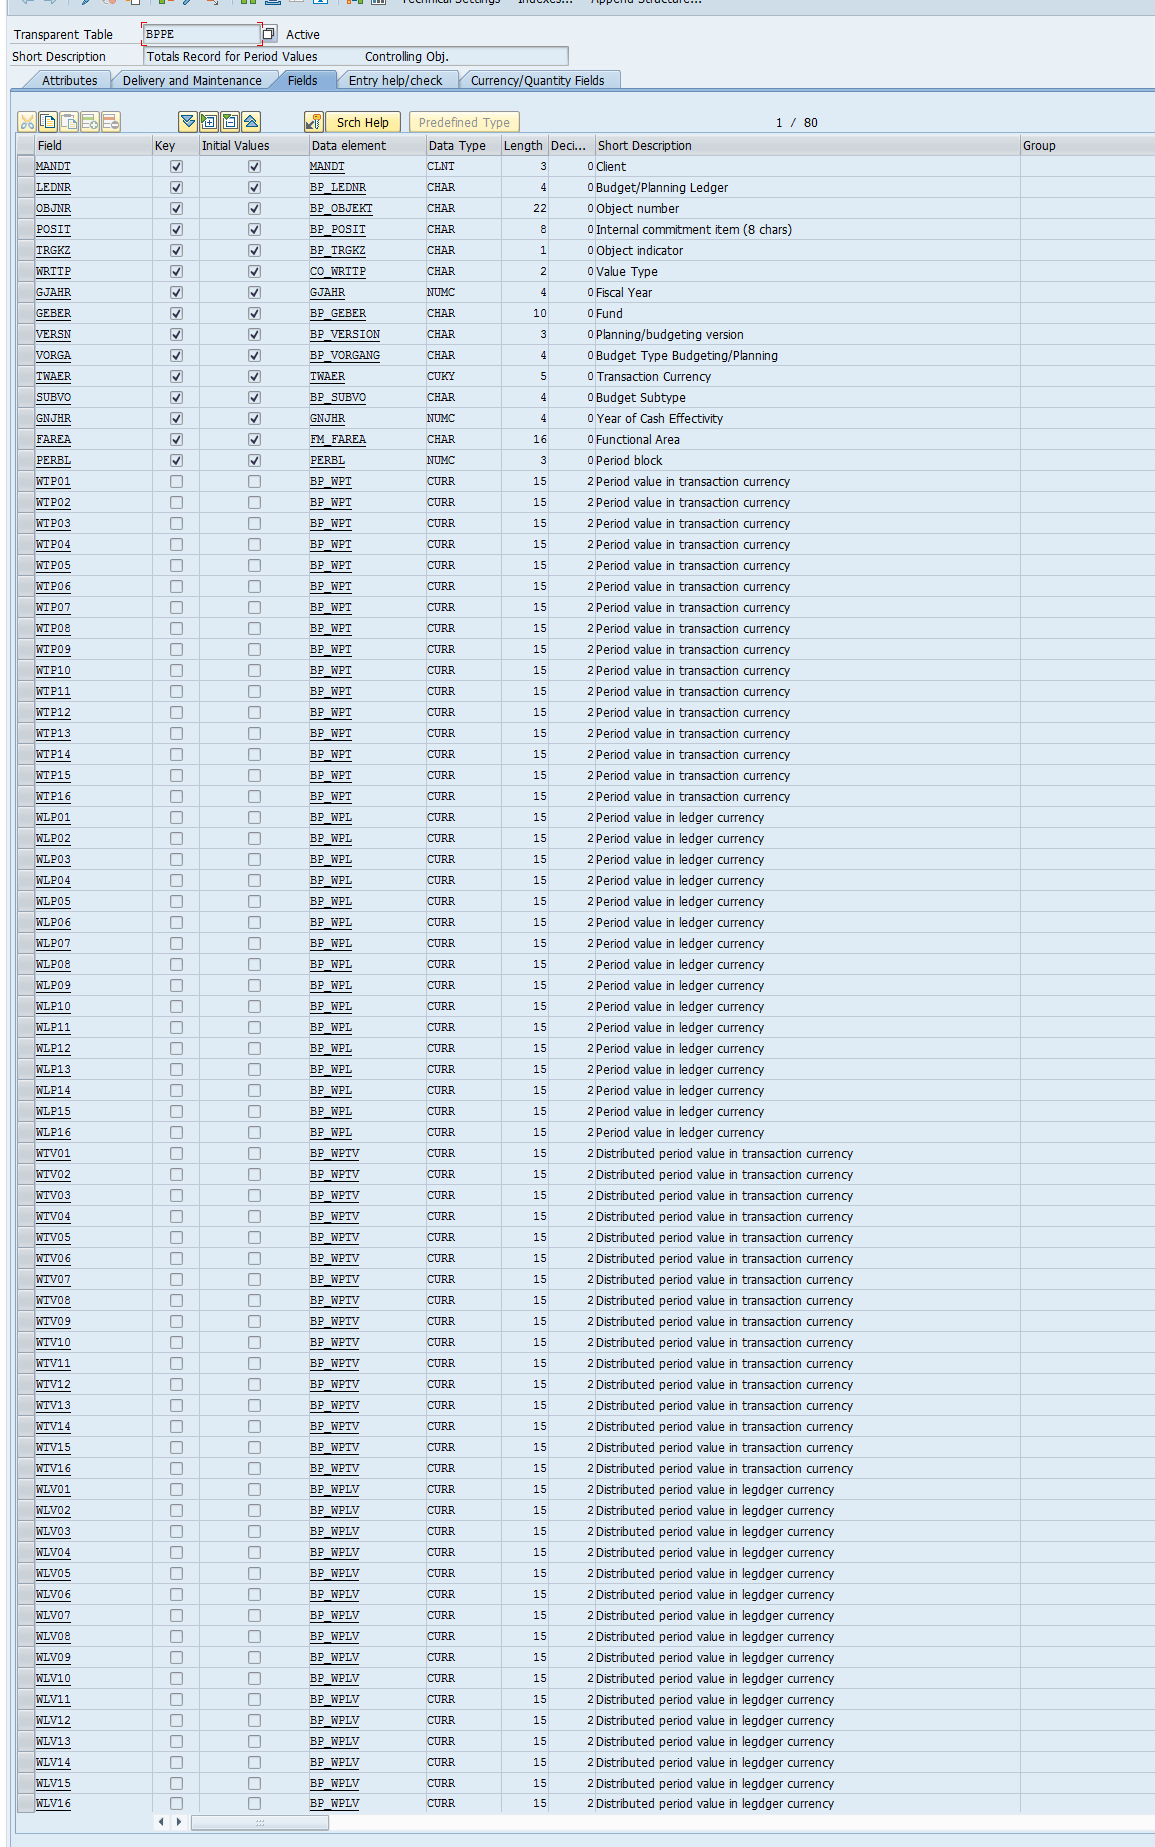 Technical Settings Indexes... Append Structure...
Transparent Table BPPE Active
Short Description Totals Record for Period Values Controlling Obj.
Attributes Delivery and Maintenance Fields Entry help/check Currency/Quantity Fields
Srch Help Predefined Type 1 / 80
Field Key Initial Values Data element Data Type Length Deci... Short Description Group
MANDT MANDT CLNT 3 0 Client
LEDNR BP_LEDNR CHAR 4 0 Budget/Planning Ledger
OBJNR BP_OBJEKT CHAR 22 0 Object number
POSIT BP_POSIT CHAR 8 0 Internal commitment item (8 chars)
TRGKZ BP_TRGKZ CHAR 1 0 Object indicator
WRTTP CO_WRTTP CHAR 2 0 Value Type
GJAHR GJAHR NUMC 4 0 Fiscal Year
GEBER BP_GEBER CHAR 10 0 Fund
VERSN BP_VERSION CHAR 3 0 Planning/budgeting version
VORGA BP_VORGANG CHAR 4 0 Budget Type Budgeting/Planning
TWAER TWAER CUKY 5 0 Transaction Currency
SUBVO BP_SUBVO CHAR 4 0 Budget Subtype
GNJHR GNJHR NUMC 4 0 Year of Cash Effectivity
FAREA FM_FAREA CHAR 16 0 Functional Area
PERBL PERBL NUMC 3 0 Period block
WTP01 BP_WPT CURR 15 2 Period value in transaction currency
WTP02 BP_WPT CURR 15 2 Period value in transaction currency
WTP03 BP_WPT CURR 15 2 Period value in transaction currency
WTP04 BP_WPT CURR 15 2 Period value in transaction currency
WTP05 BP_WPT CURR 15 2 Period value in transaction currency
WTP06 BP_WPT CURR 15 2 Period value in transaction currency
WTP07 BP_WPT CURR 15 2 Period value in transaction currency
WTP08 BP_WPT CURR 15 2 Period value in transaction currency
WTP09 BP_WPT CURR 15 2 Period value in transaction currency
WTP10 BP_WPT CURR 15 2 Period value in transaction currency
WTP11 BP_WPT CURR 15 2 Period value in transaction currency
WTP12 BP_WPT CURR 15 2 Period value in transaction currency
WTP13 BP_WPT CURR 15 2 Period value in transaction currency
WTP14 BP_WPT CURR 15 2 Period value in transaction currency
WTP15 BP_WPT CURR 15 2 Period value in transaction currency
WTP16 BP_WPT CURR 15 2 Period value in transaction currency
WLP01 BP_WPL CURR 15 2 Period value in ledger currency
WLP02 BP_WPL CURR 15 2 Period value in ledger currency
WLP03 BP_WPL CURR 15 2 Period value in ledger currency
WLP04 BP_WPL CURR 15 2 Period value in ledger currency
WLP05 BP_WPL CURR 15 2 Period value in ledger currency
WLP06 BP_WPL CURR 15 2 Period value in ledger currency
WLP07 BP_WPL CURR 15 2 Period value in ledger currency
WLP08 BP_WPL CURR 15 2 Period value in ledger currency
WLP09 BP_WPL CURR 15 2 Period value in ledger currency
WLP10 BP_WPL CURR 15 2 Period value in ledger currency
WLP11 BP_WPL CURR 15 2 Period value in ledger currency
WLP12 BP_WPL CURR 15 2 Period value in ledger currency
WLP13 BP_WPL CURR 15 2 Period value in ledger currency
WLP14 BP_WPL CURR 15 2 Period value in ledger currency
WLP15 BP_WPL CURR 15 2 Period value in ledger currency
WLP16 BP_WPL CURR 15 2 Period value in ledger currency
WTV01 BP_WPTV CURR 15 2 Distributed period value in transaction currency
WTV02 BP_WPTV CURR 15 2 Distributed period value in transaction currency
WTV03 BP_WPTV CURR 15 2 Distributed period value in transaction currency
WTV04 BP_WPTV CURR 15 2 Distributed period value in transaction currency
WTV05 BP_WPTV CURR 15 2 Distributed period value in transaction currency
WTV06 BP_WPTV CURR 15 2 Distributed period value in transaction currency
WTV07 BP_WPTV CURR 15 2 Distributed period value in transaction currency
WTV08 BP_WPTV CURR 15 2 Distributed period value in transaction currency
WTV09 BP_WPTV CURR 15 2 Distributed period value in transaction currency
WTV10 BP_WPTV CURR 15 2 Distributed period value in transaction currency
WTV11 BP_WPTV CURR 15 2 Distributed period value in transaction currency
WTV12 BP_WPTV CURR 15 2 Distributed period value in transaction currency
WTV13 BP_WPTV CURR 15 2 Distributed period value in transaction currency
WTV14 BP_WPTV CURR 15 2 Distributed period value in transaction currency
WTV15 BP_WPTV CURR 15 2 Distributed period value in transaction currency
WTV16 BP_WPTV CURR 15 2 Distributed period value in transaction currency
WLV01 BP_WPLV CURR 15 2 Distributed period value in legdger currency
WLV02 BP_WPLV CURR 15 2 Distributed period value in legdger currency
WLV03 BP_WPLV CURR 15 2 Distributed period value in legdger currency
WLV04 BP_WPLV CURR 15 2 Distributed period value in legdger currency
WLV05 BP_WPLV CURR 15 2 Distributed period value in legdger currency
WLV06 BP_WPLV CURR 15 2 Distributed period value in legdger currency
WLV07 BP_WPLV CURR 15 2 Distributed period value in legdger currency
WLV08 BP_WPLV CURR 15 2 Distributed period value in legdger currency
WLV09 BP_WPLV CURR 15 2 Distributed period value in legdger currency
WLV10 BP_WPLV CURR 15 2 Distributed period value in legdger currency
WLV11 BP_WPLV CURR 15 2 Distributed period value in legdger currency
WLV12 BP_WPLV CURR 15 2 Distributed period value in legdger currency
WLV13 BP_WPLV CURR 15 2 Distributed period value in legdger currency
WLV14 BP_WPLV CURR 15 2 Distributed period value in legdger currency
WLV15 BP_WPLV CURR 15 2 Distributed period value in legdger currency
WLV16 BP_WPLV CURR 15 2 Distributed period value in legdger currency